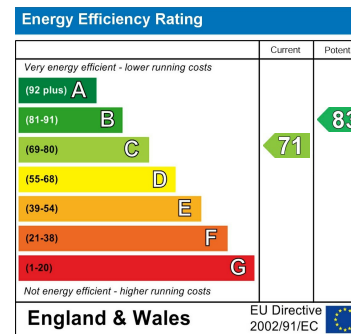 Energy Efficiency Rating
Current
Very energy efficient - lower running costs
(92 plus) A
(81-91) B
83
(69-80) C
71
(55-68) D
(39-54) E
(21-38) F
(1-20) G
Not energy efficient - higher running costs
England & Wales
EU Directive
2002/91/EC